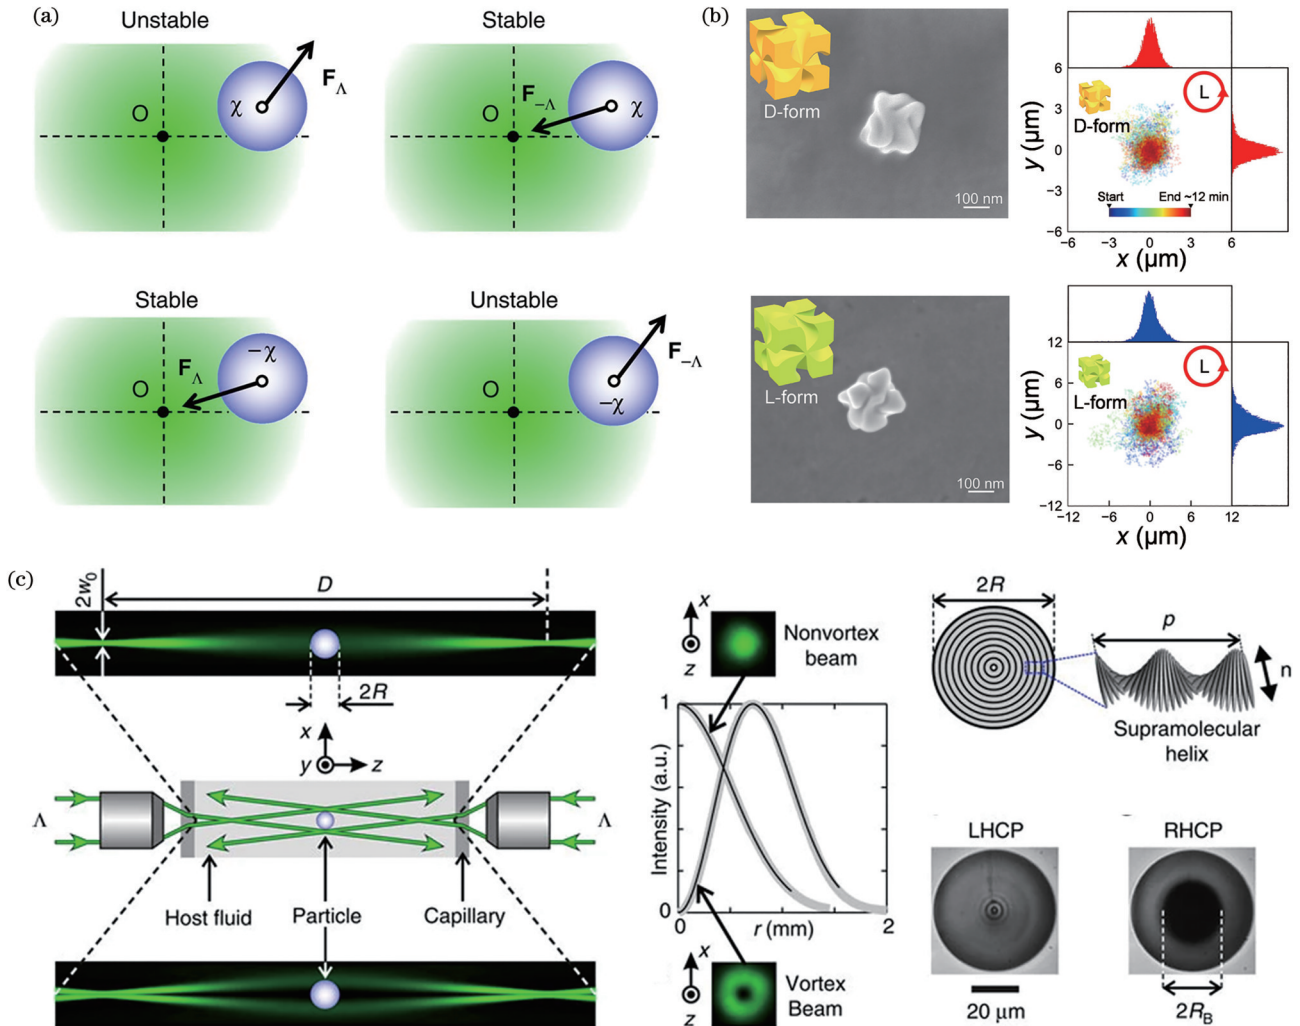 (a)
Unstable
O
χ
F_Λ
Stable
O
F_−Λ
χ
Stable
O
F_Λ
−χ
Unstable
O
−χ
F_−Λ
(b)
D-form
100 nm
6
D-form
L
6
3
0
−3
−6
y (μm)
Start
End ~12 min
−6
−3
0
3
6
x (μm)
L-form
100 nm
12
L-form
L
12
6
0
−6
−12
y (μm)
−12
−6
0
6
12
x (μm)
(c)
2w₀
D
2R
x
y
z
Λ
Λ
Host fluid
Particle
Capillary
x
z
Nonvortex
beam
1
Intensity (a.u.)
0
0
r (mm)
2
1
x
z
Vortex
Beam
2R
p
n
Supramolecular
helix
LHCP
RHCP
20 μm
2R_B